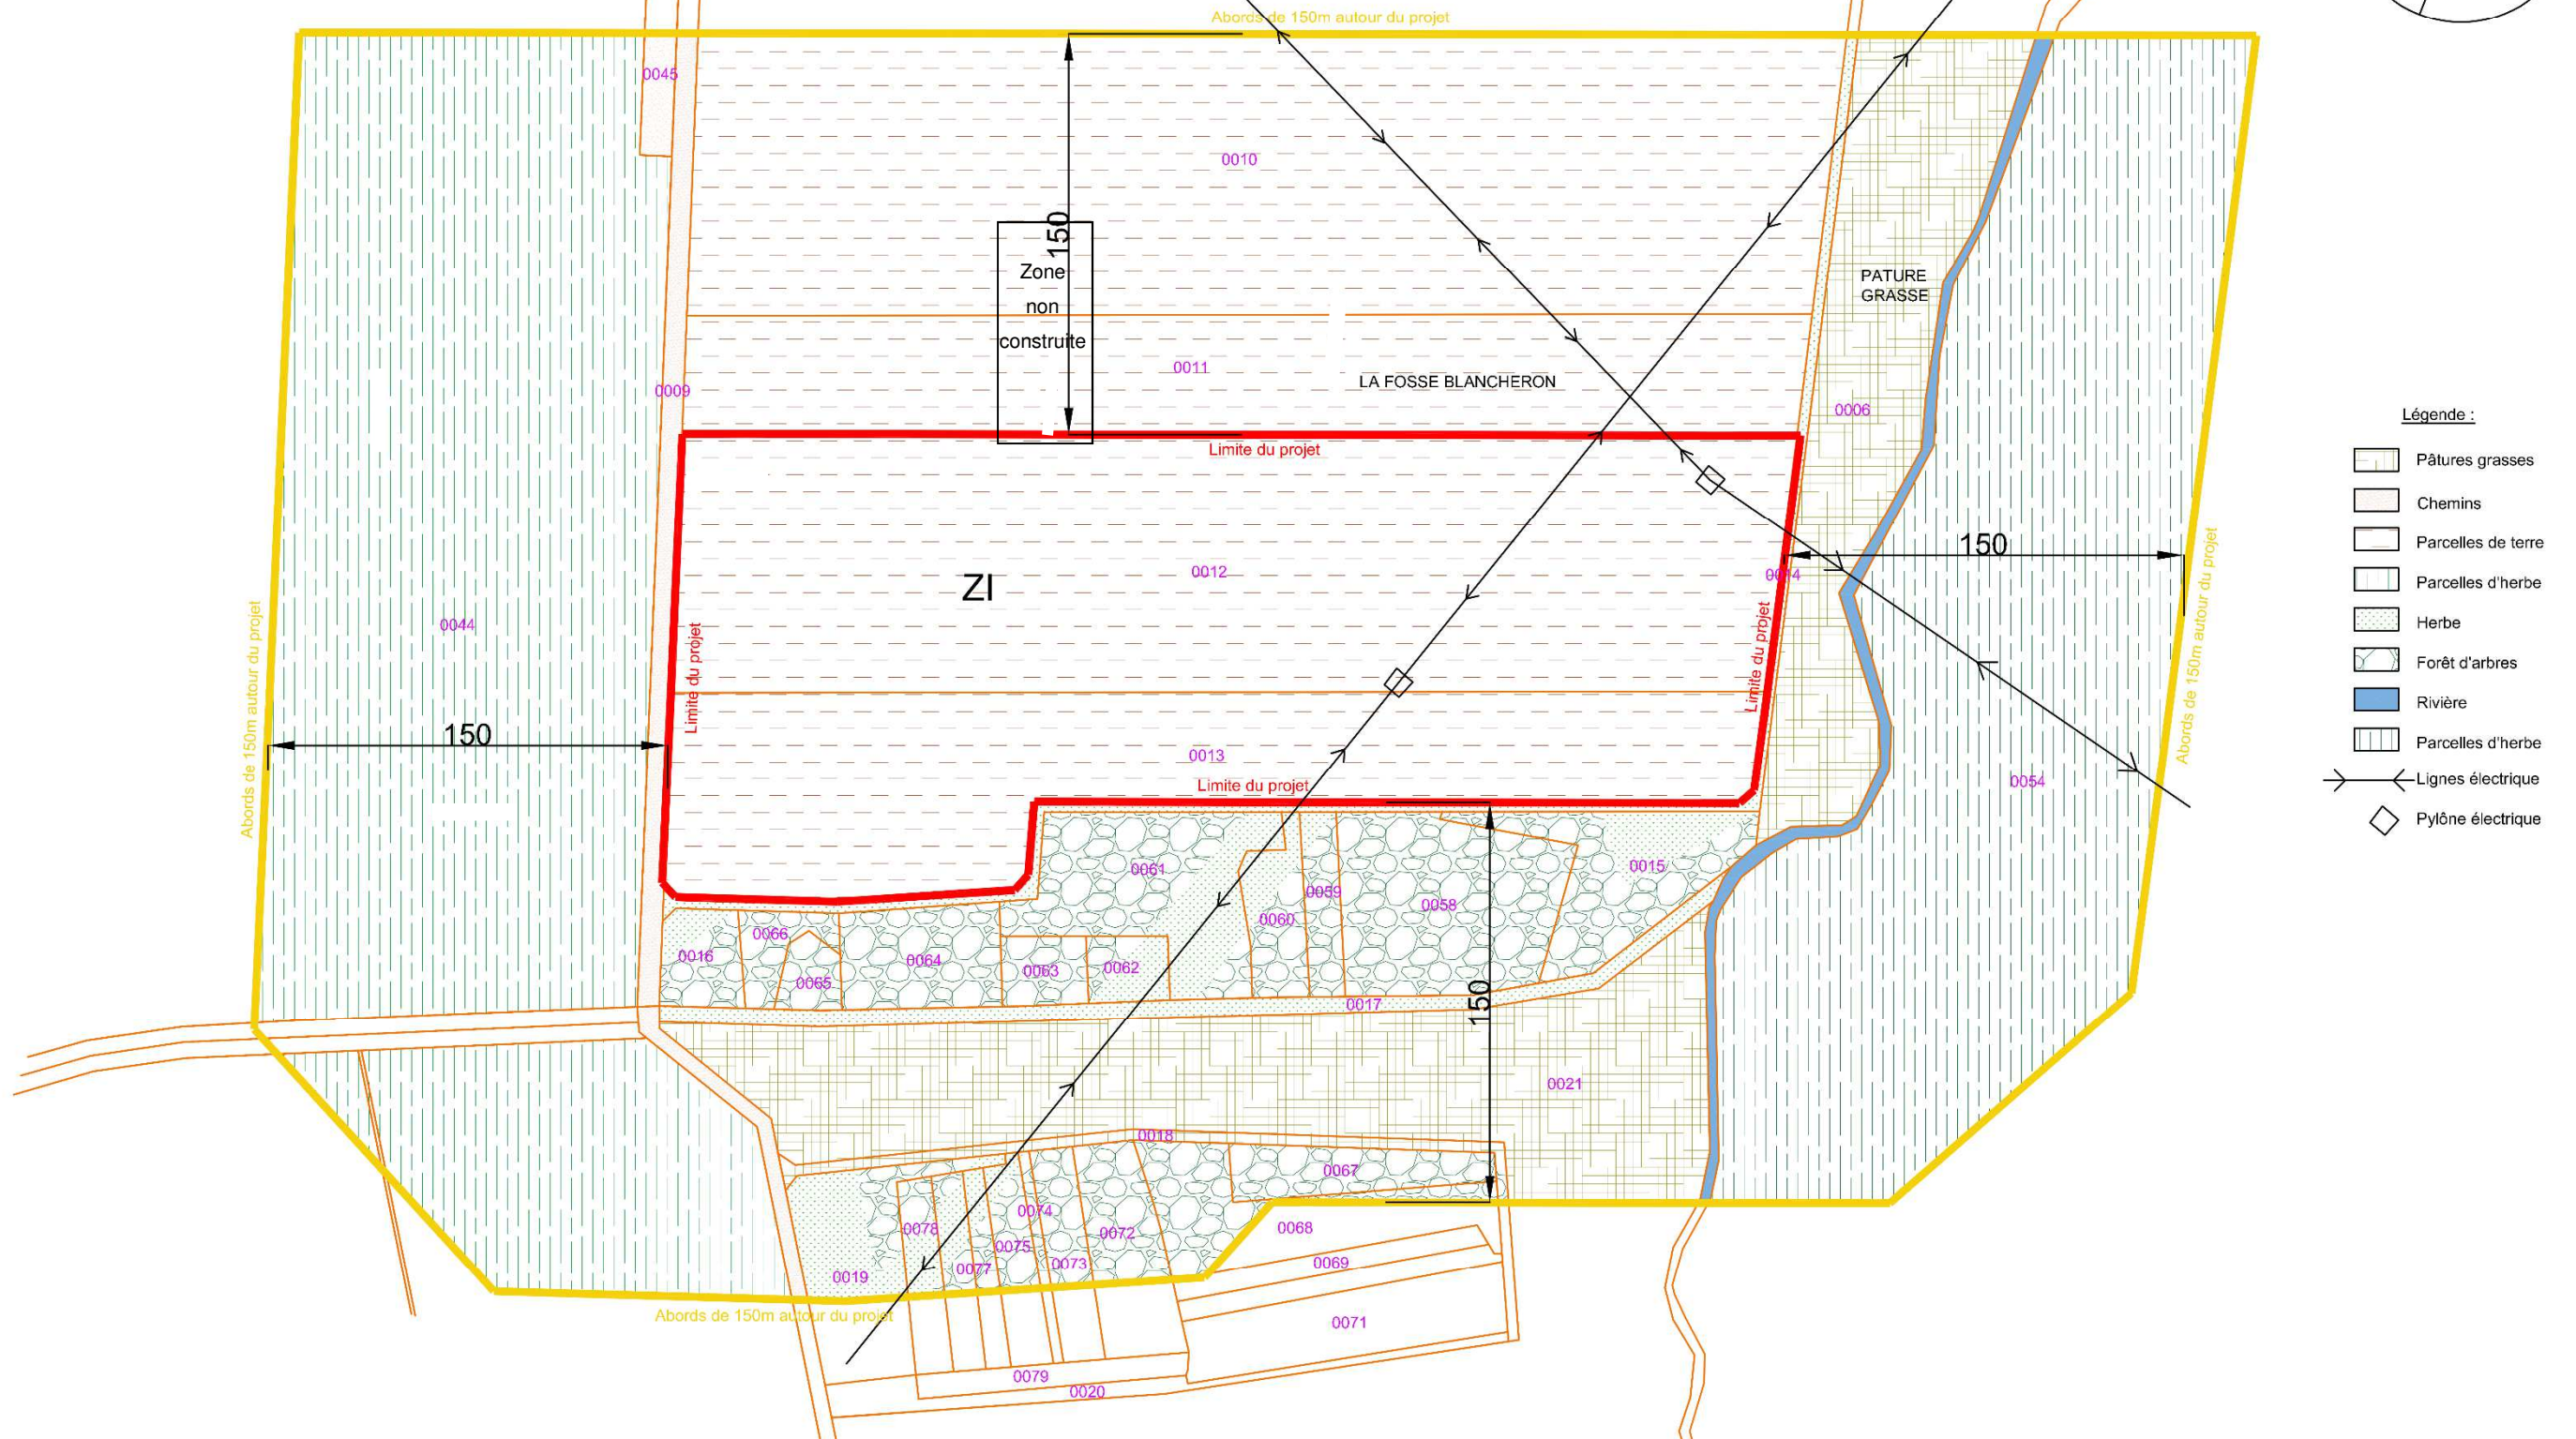 Abords de 150m autour du projet
0045
0010
150
Zone
non
construite
PATURE
GRASSE
0011
LA FOSSE BLANCHERON
0009
0006
Limite du projet
150
0012
0014
ZI
0044
Limite du projet
Limite du projet
Abords de 150m autour du projet
Abords de 150m autour du projet
150
0013
Limite du projet
0054
0061
0015
0059
0058
0060
0066
0016
0064
0063
0062
0065
0017
150
0021
0018
0067
0074
0078
0072
0068
0075
0077
0073
0069
0019
Abords de 150m autour du projet
0071
0079
0020
Légende :
Pâtures grasses
Chemins
Parcelles de terre
Parcelles d'herbe
Herbe
Forêt d'arbres
Rivière
Parcelles d'herbe
Lignes électrique
Pylône électrique